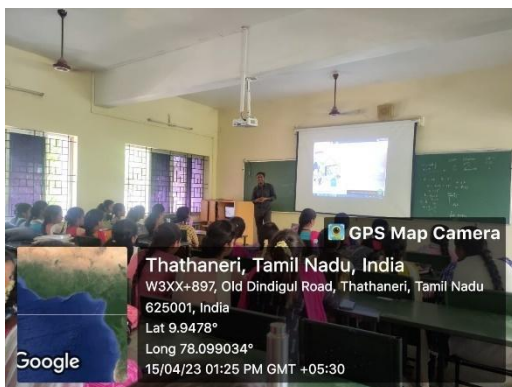 GPS Map Camera
Thathaneri, Tamil Nadu, India
W3XX+897, Old Dindigul Road, Thathaneri, Tamil Nadu
625001, India
Lat 9.9478°
Long 78.099034°
15/04/23 01:25 PM GMT +05:30
Google